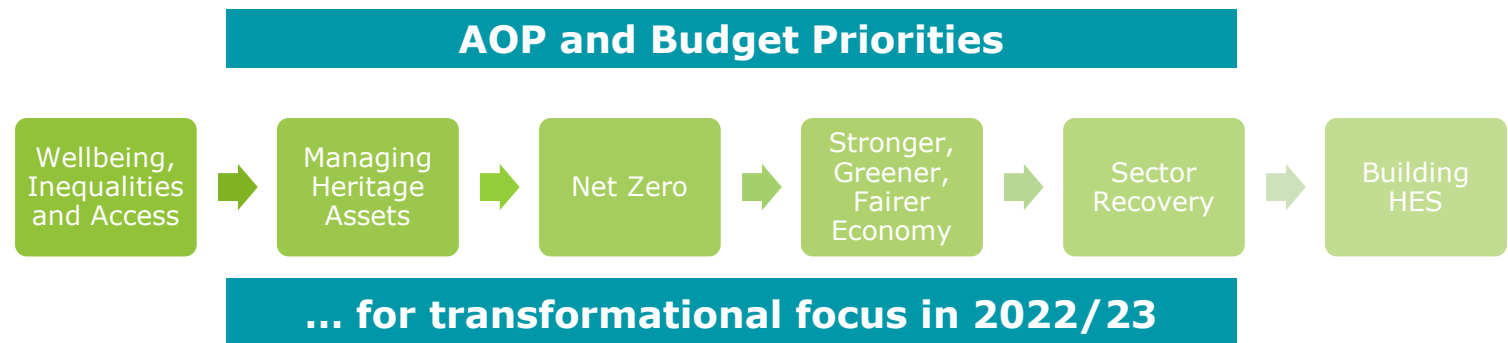 AOP and Budget Priorities
Wellbeing,
Inequalities
and Access
Managing
Heritage
Assets
Net Zero
Stronger,
Greener,
Fairer
Economy
Sector
Recovery
Building
HES
... for transformational focus in 2022/23